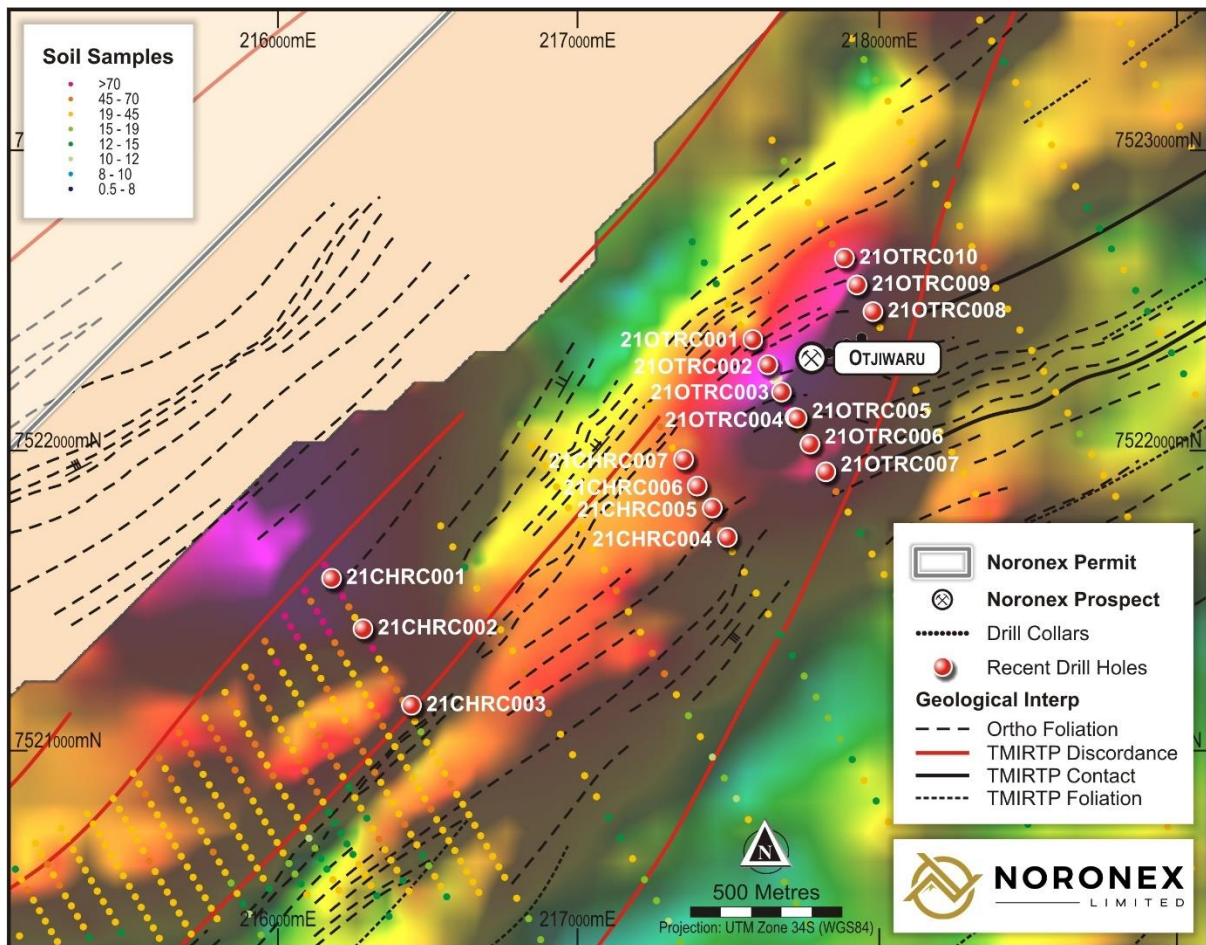 Soil Samples
>70
45 - 70
19 - 45
15 - 19
12 - 15
10 - 12
8 - 10
0.5 - 8
216000mE
217000mE
218000mE
7523000mN
21OTRC010
21OTRC009
21OTRC008
21OTRC001
OTJIWARU
21OTRC002
21OTRC003
21OTRC004
21OTRC005
21OTRC006
21OTRC007
7522000mN
7522000mN
21CHRC007
21CHRC006
21CHRC005
21CHRC004
21CHRC001
21CHRC002
21CHRC003
7521000mN
Noronex Permit
Noronex Prospect
Drill Collars
Recent Drill Holes
Geological Interp
Ortho Foliation
TMIRTP Discordance
TMIRTP Contact
TMIRTP Foliation
N
500 Metres
Projection: UTM Zone 34S (WGS84)
216000mE
217000mE
NORONEX
LIMITED